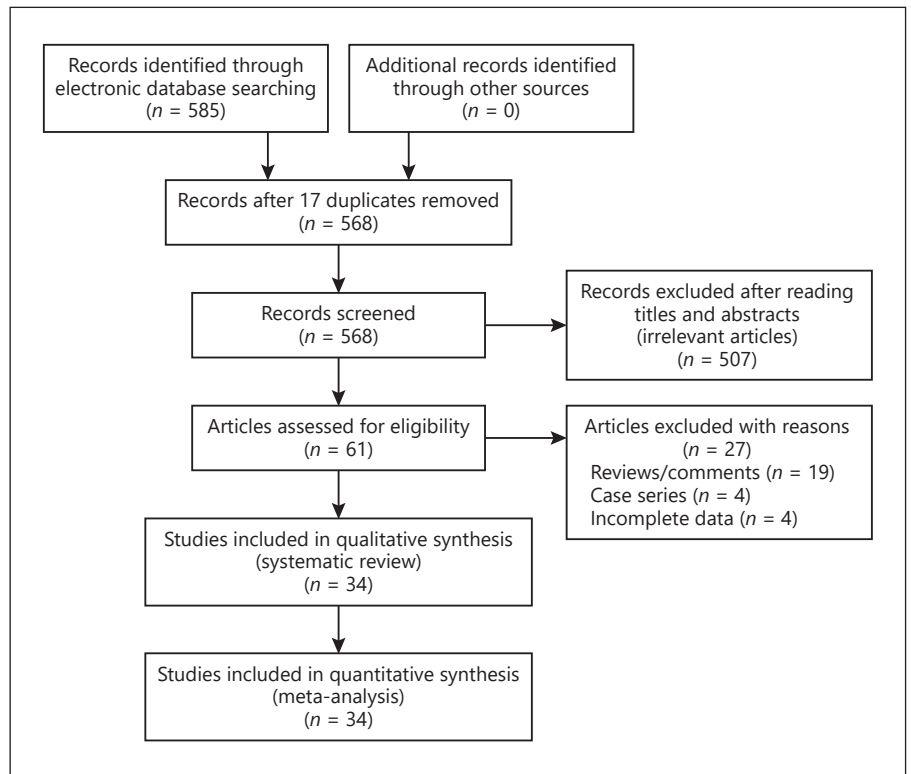 Records identified through
electronic database searching
(n = 585)
Additional records identified
through other sources
(n = 0)
Records after 17 duplicates removed
(n = 568)
Records screened
(n = 568)
Records excluded after reading
titles and abstracts
(irrelevant articles)
(n = 507)
Articles assessed for eligibility
(n = 61)
Articles excluded with reasons
(n = 27)
Reviews/comments (n = 19)
Case series (n = 4)
Incomplete data (n = 4)
Studies included in qualitative synthesis
(systematic review)
(n = 34)
Studies included in quantitative synthesis
(meta-analysis)
(n = 34)